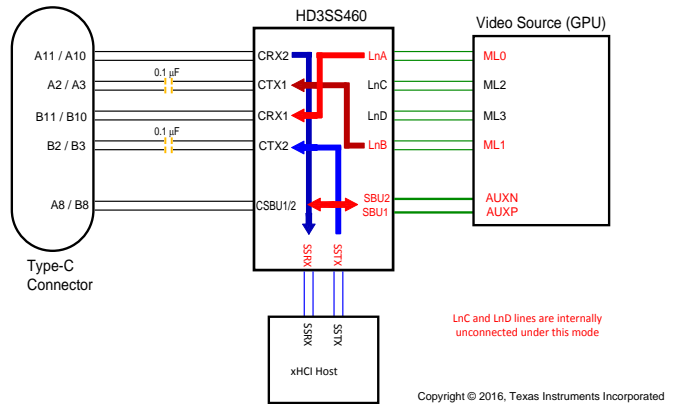 HD3SS460
Video Source (GPU)
A11 / A10
CRX2
LnA
ML0
A2 / A3
0.1 µF
CTX1
LnC
ML2
B11 / B10
CRX1
LnD
ML3
B2 / B3
0.1 µF
CTX2
LnB
ML1
A8 / B8
CSBU1/2
SBU2
SBU1
AUXN
AUXP
SSRX
SSTX
Type-C
Connector
SSRX
SSTX
xHCI Host
LnC and LnD lines are internally
unconnected under this mode
Copyright © 2016, Texas Instruments Incorporated